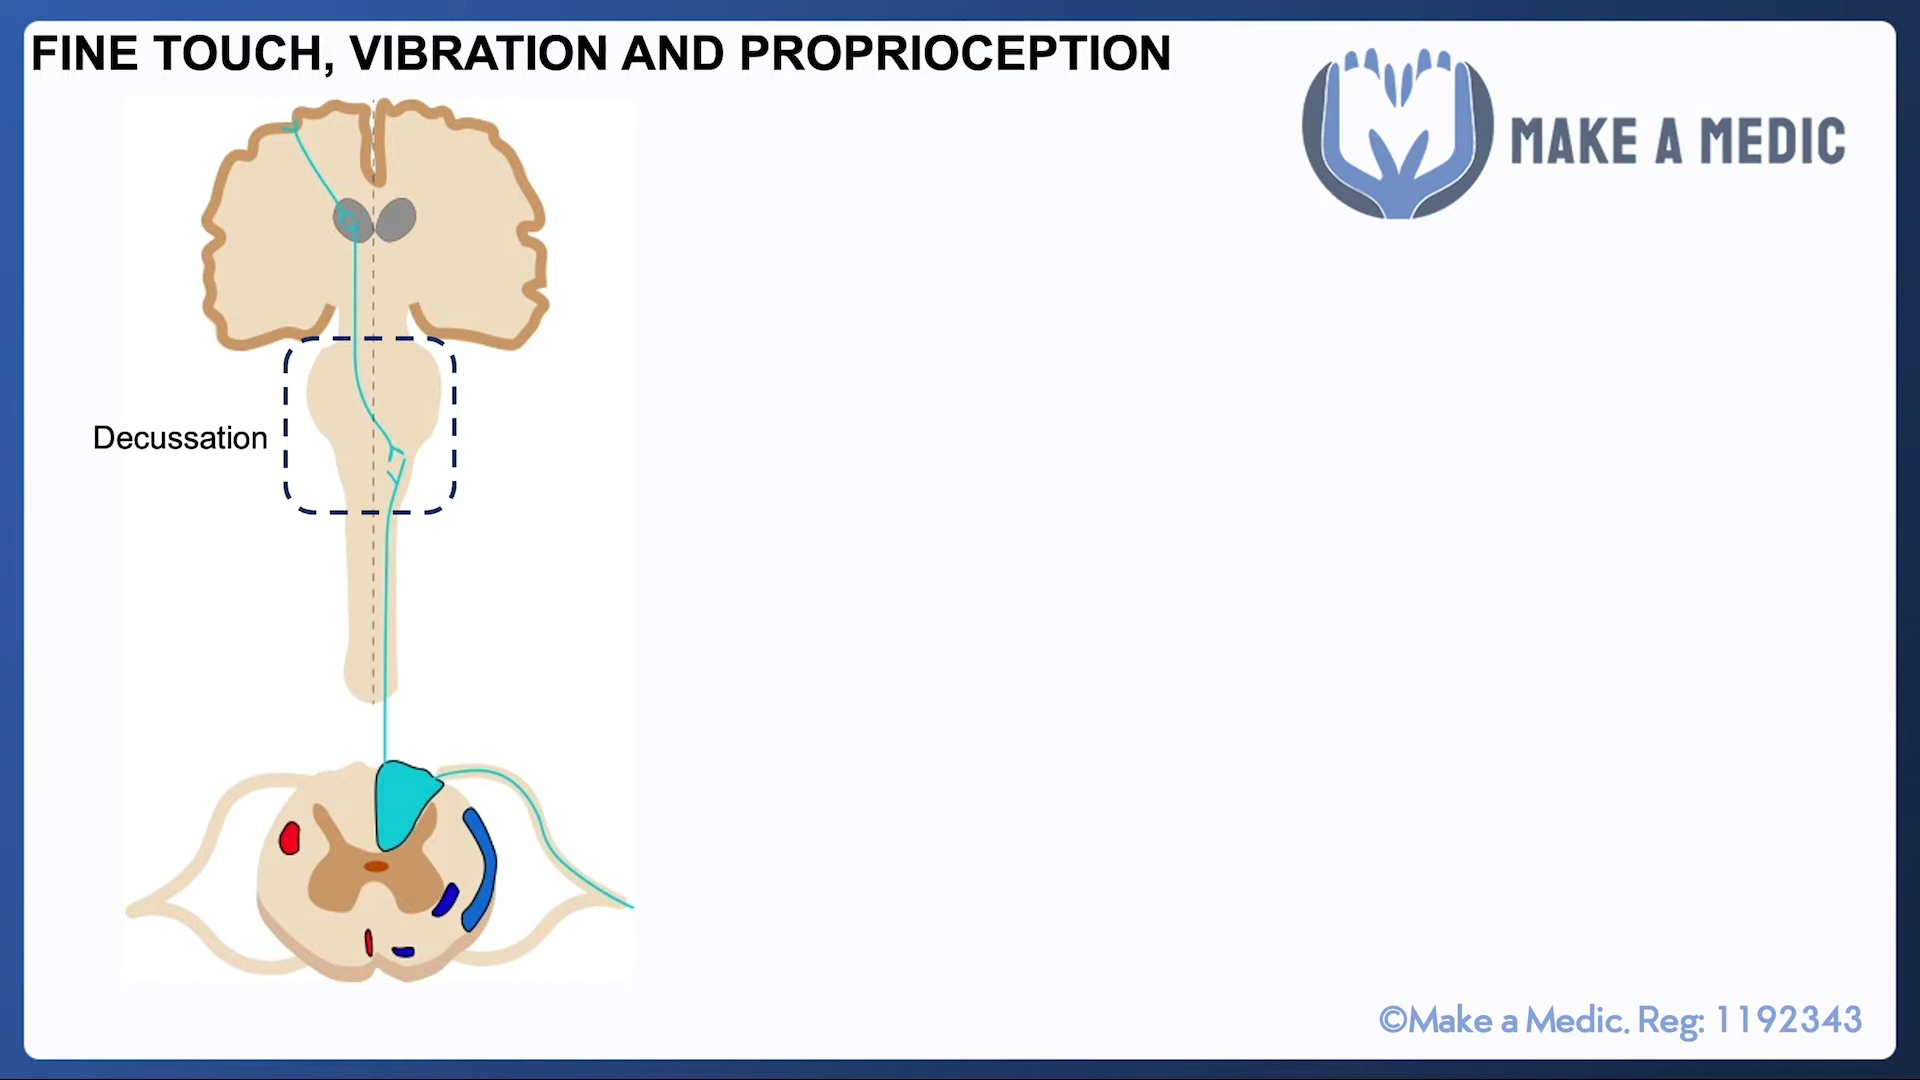 FINE TOUCH, VIBRATION AND PROPRIOCEPTION
MAKE A MEDIC
Decussation
©Make a Medic. Reg: 1192343